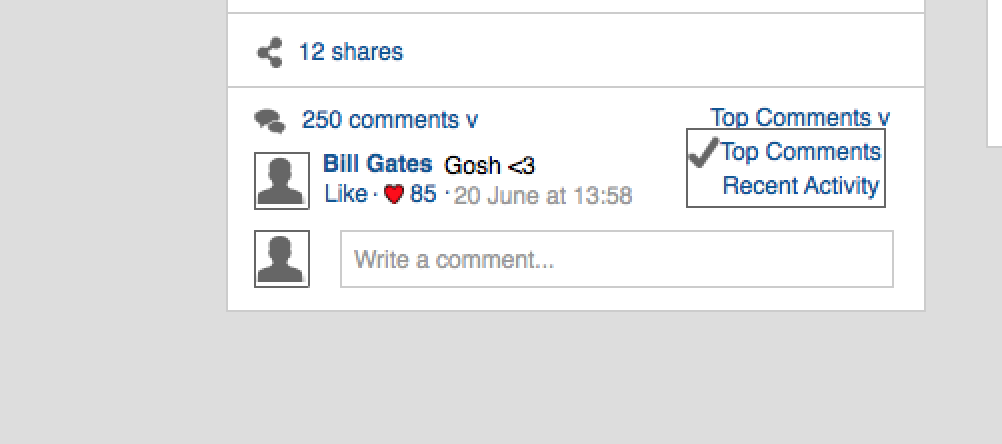 12 shares
250 comments v
Top Comments v
Top Comments
Recent Activity
Bill Gates Gosh <3
Like · 85 · 20 June at 13:58
Write a comment...